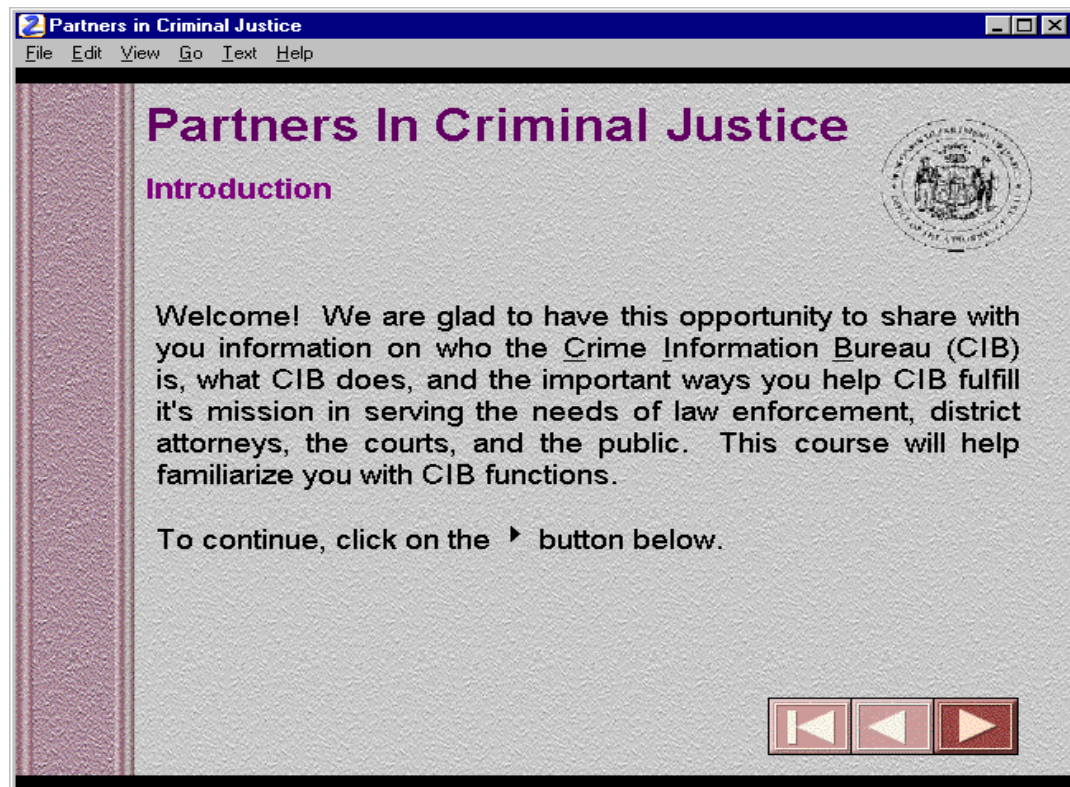 Partners in Criminal Justice
File Edit View Go Text Help
Partners In Criminal Justice
Introduction
Welcome! We are glad to have this opportunity to share with
you information on who the Crime Information Bureau (CIB)
is, what CIB does, and the important ways you help CIB fulfill
it's mission in serving the needs of law enforcement, district
attorneys, the courts, and the public. This course will help
familiarize you with CIB functions.
To continue, click on the button below.